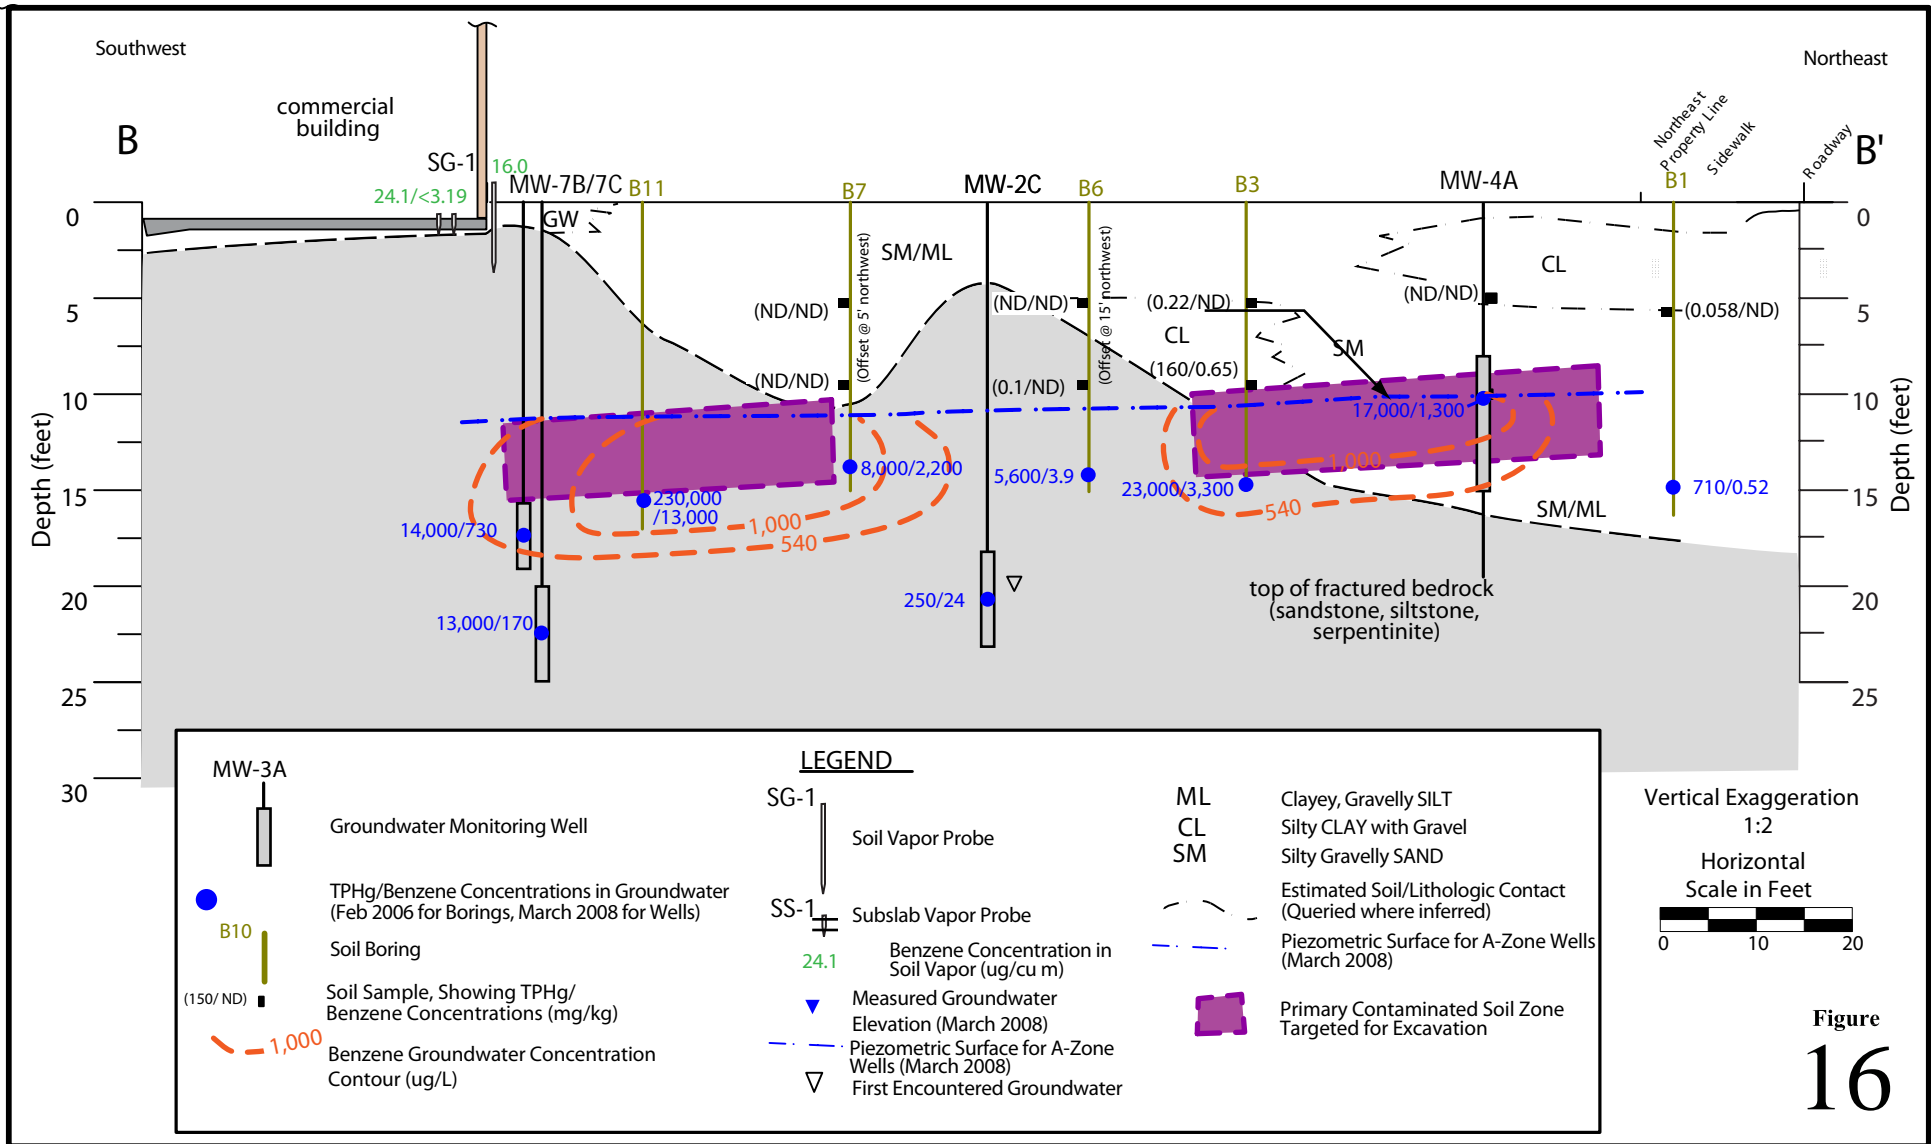 Southwest
Northeast
commercial
building
B
B'
Northeast
Property Line
Sidewalk
Roadway
SG-1
16.0
24.1/<3.19
MW-7B/7C
B11
B7
MW-2C
B6
B3
MW-4A
B1
0
5
10
15
20
25
30
Depth (feet)
0
5
10
15
20
25
Depth (feet)
GW
SM/ML
CL
(ND/ND)
(Offset @ 5' northwest)
(ND/ND)
(Offset @ 15' northwest)
(0.22/ND)
(ND/ND)
(0.058/ND)
CL
SM
(ND/ND)
(0.1/ND)
(160/0.65)
17,000/1,300
8,000/2,200
5,600/3.9
23,000/3,300
1,000
710/0.52
230,000
/13,000
1,000
540
540
SM/ML
14,000/730
13,000/170
250/24
top of fractured bedrock
(sandstone, siltstone,
serpentinite)
LEGEND
MW-3A
Groundwater Monitoring Well
TPHg/Benzene Concentrations in Groundwater
(Feb 2006 for Borings, March 2008 for Wells)
B10
Soil Boring
(150/ ND)
Soil Sample, Showing TPHg/
Benzene Concentrations (mg/kg)
1,000
Benzene Groundwater Concentration
Contour (ug/L)
SG-1
Soil Vapor Probe
SS-1
Subslab Vapor Probe
24.1
Benzene Concentration in
Soil Vapor (ug/cu m)
Measured Groundwater
Elevation (March 2008)
Piezometric Surface for A-Zone
Wells (March 2008)
First Encountered Groundwater
ML
Clayey, Gravelly SILT
CL
Silty CLAY with Gravel
SM
Silty Gravelly SAND
Estimated Soil/Lithologic Contact
(Queried where inferred)
Piezometric Surface for A-Zone Wells
(March 2008)
Primary Contaminated Soil Zone
Targeted for Excavation
Vertical Exaggeration
1:2
Horizontal
Scale in Feet
0
10
20
Figure
16